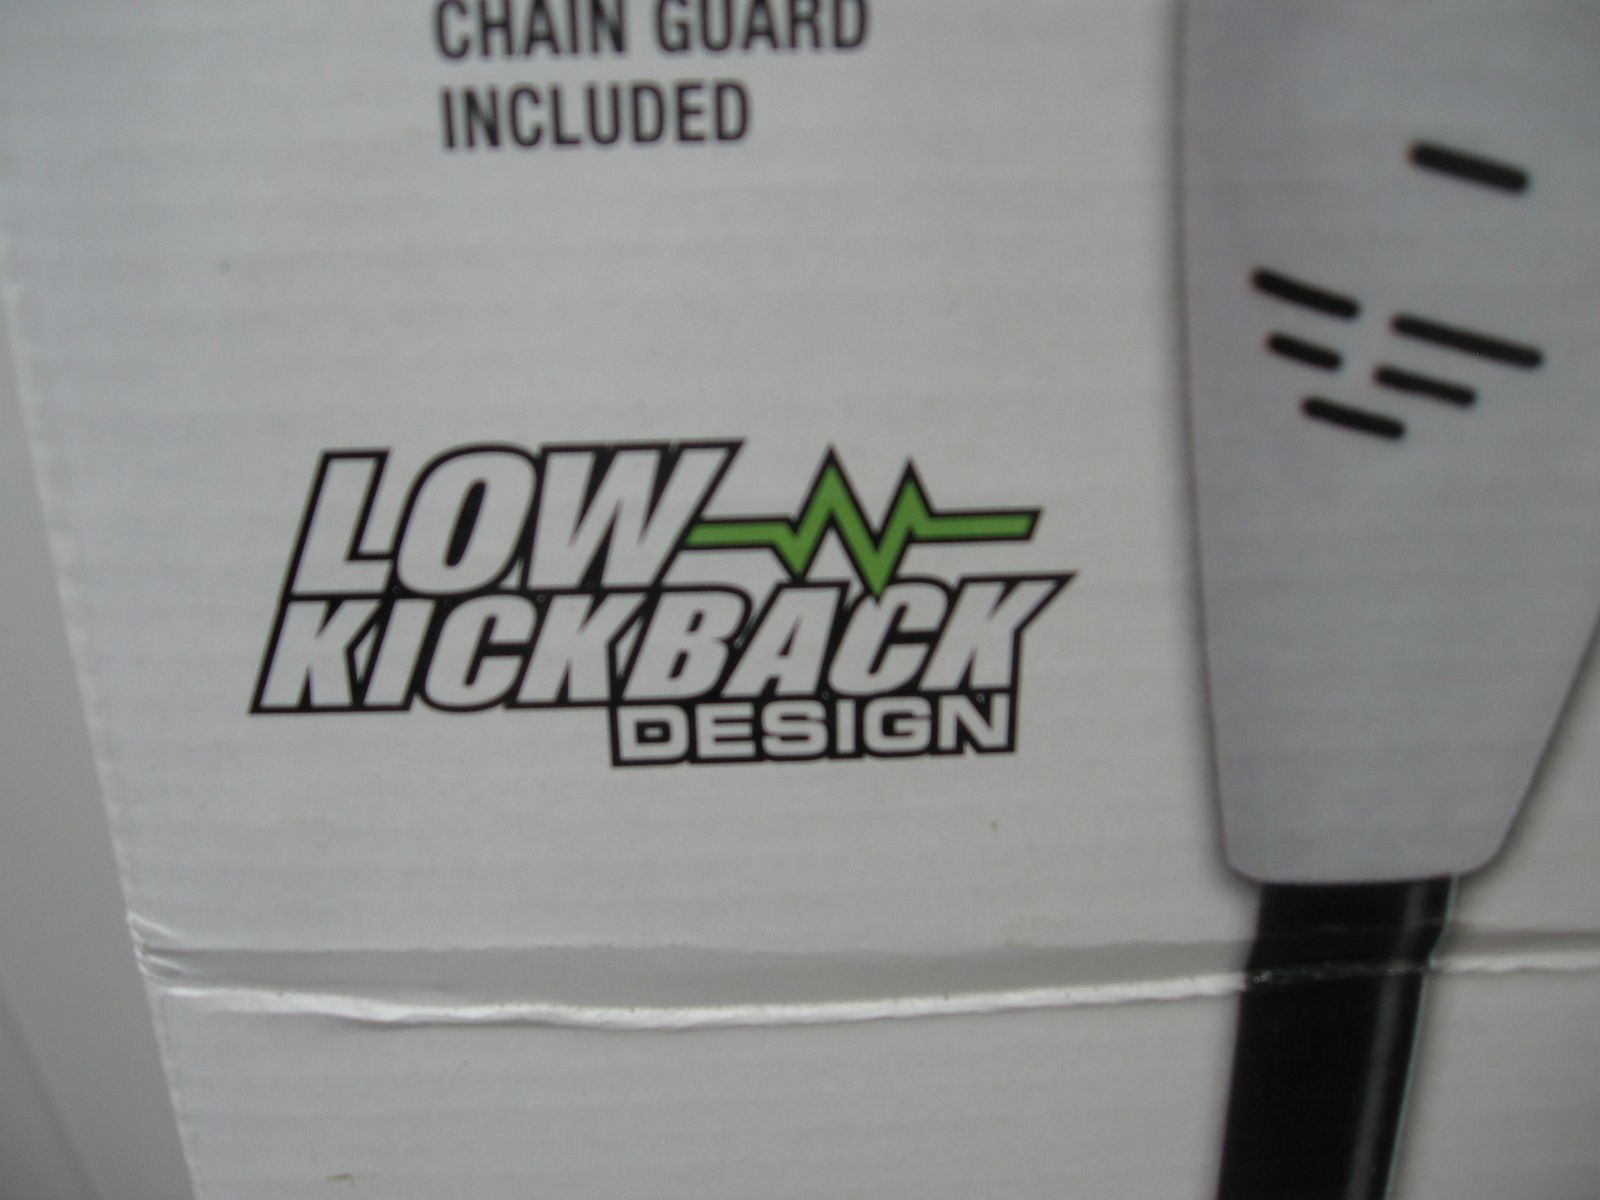 CHAIN GUARD
INCLUDED
LOW
KICKBACK
DESIGN